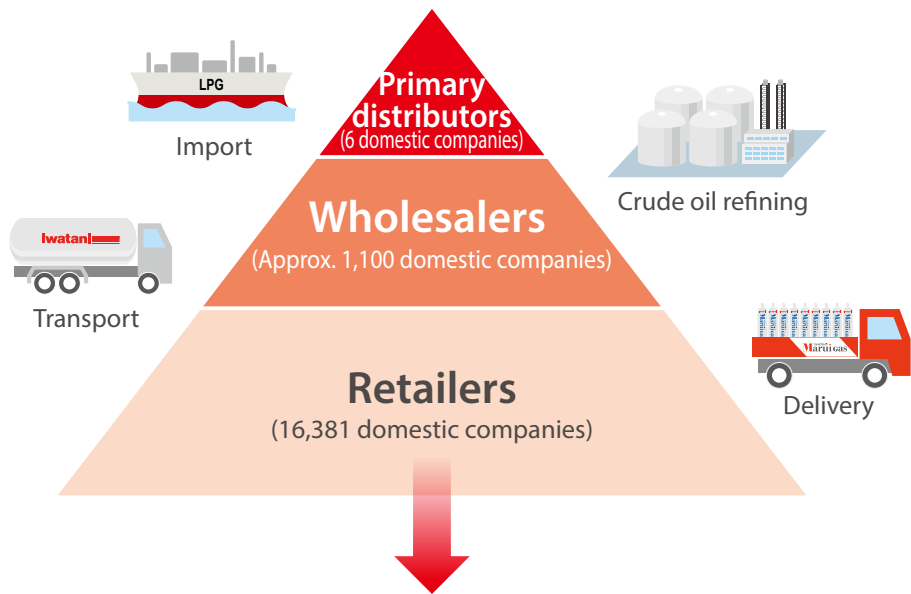 LPG
Import
Primary
distributors
(6 domestic companies)
Crude oil refining
Wholesalers
(Approx. 1,100 domestic companies)
Iwatani
Transport
Retailers
(16,381 domestic companies)
Marui gas
Delivery